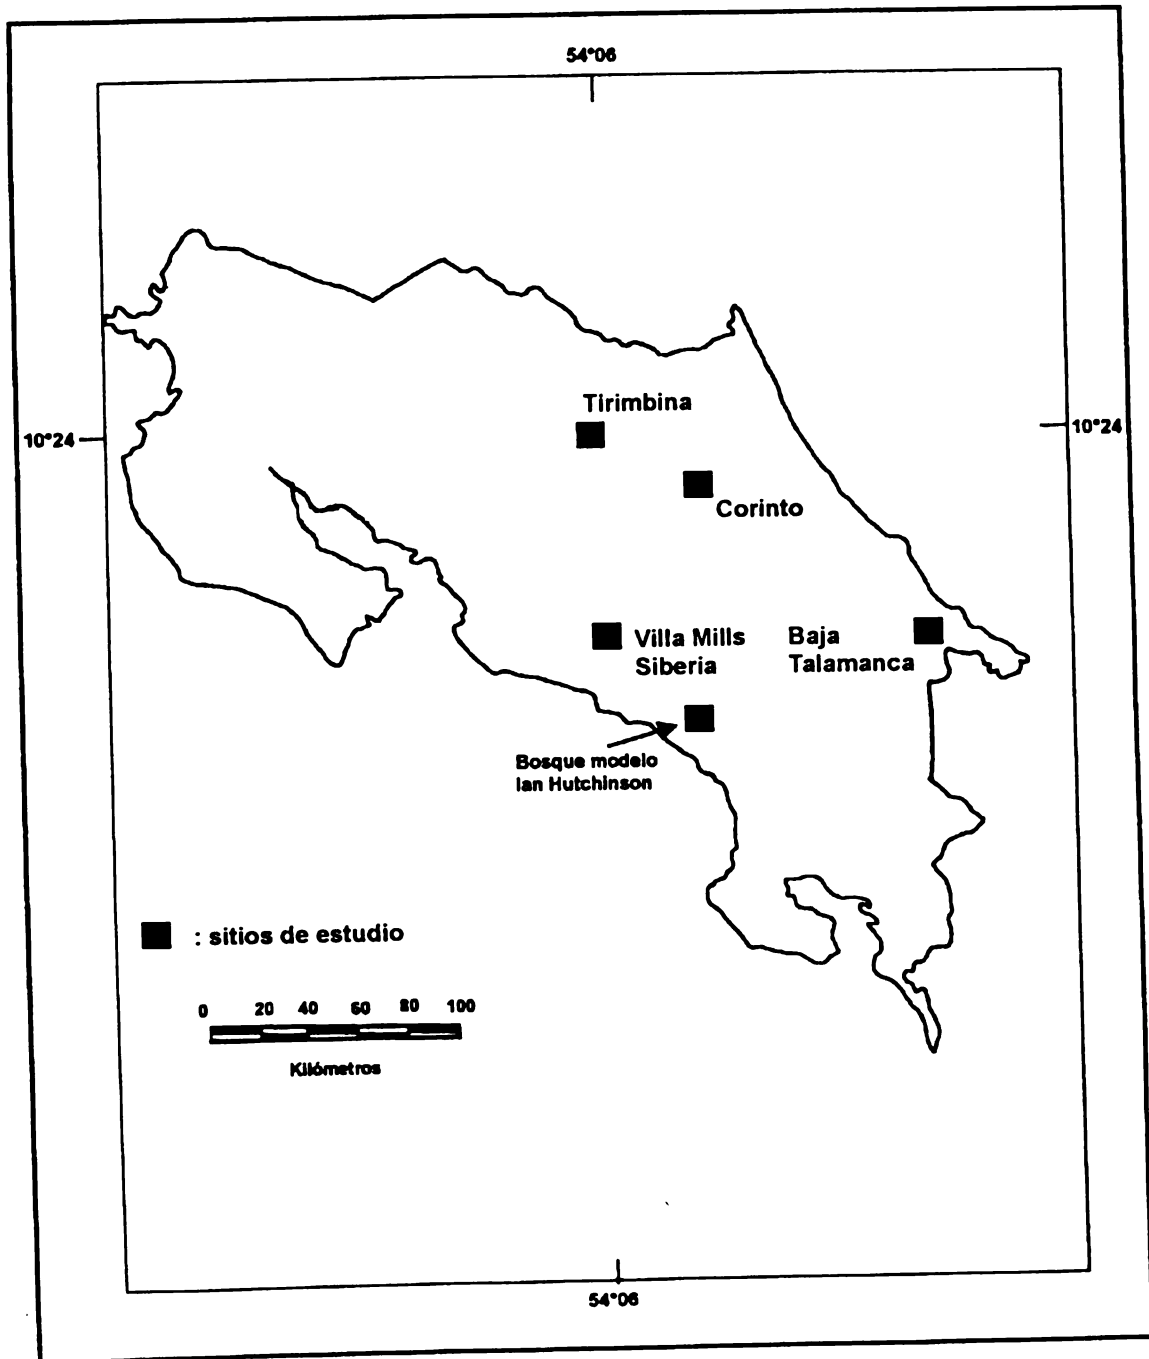 54°06
Tirimbina
10°24
10°24
Corinto
Villa Mills
Siberia
Baja
Talamanca
Bosque modelo
Ian Hutchinson
: sitios de estudio
0 20 40 60 80 100
Kilómetros
54°06